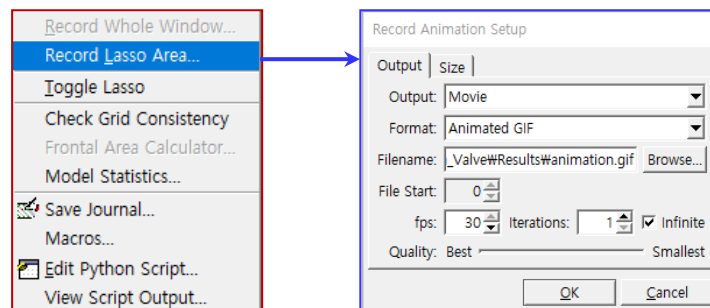 Record Whole Window...
Record Lasso Area...
Toggle Lasso
Check Grid Consistency
Frontal Area Calculator...
Model Statistics...
Save Journal...
Macros...
Edit Python Script...
View Script Output...
Record Animation Setup
Output Size
Output: Movie
Format: Animated GIF
Filename: _Valve₩Results₩animation.gif Browse...
File Start: 0
fps: 30 Iterations: 1 Infinite
Quality: Best Smallest
OK Cancel